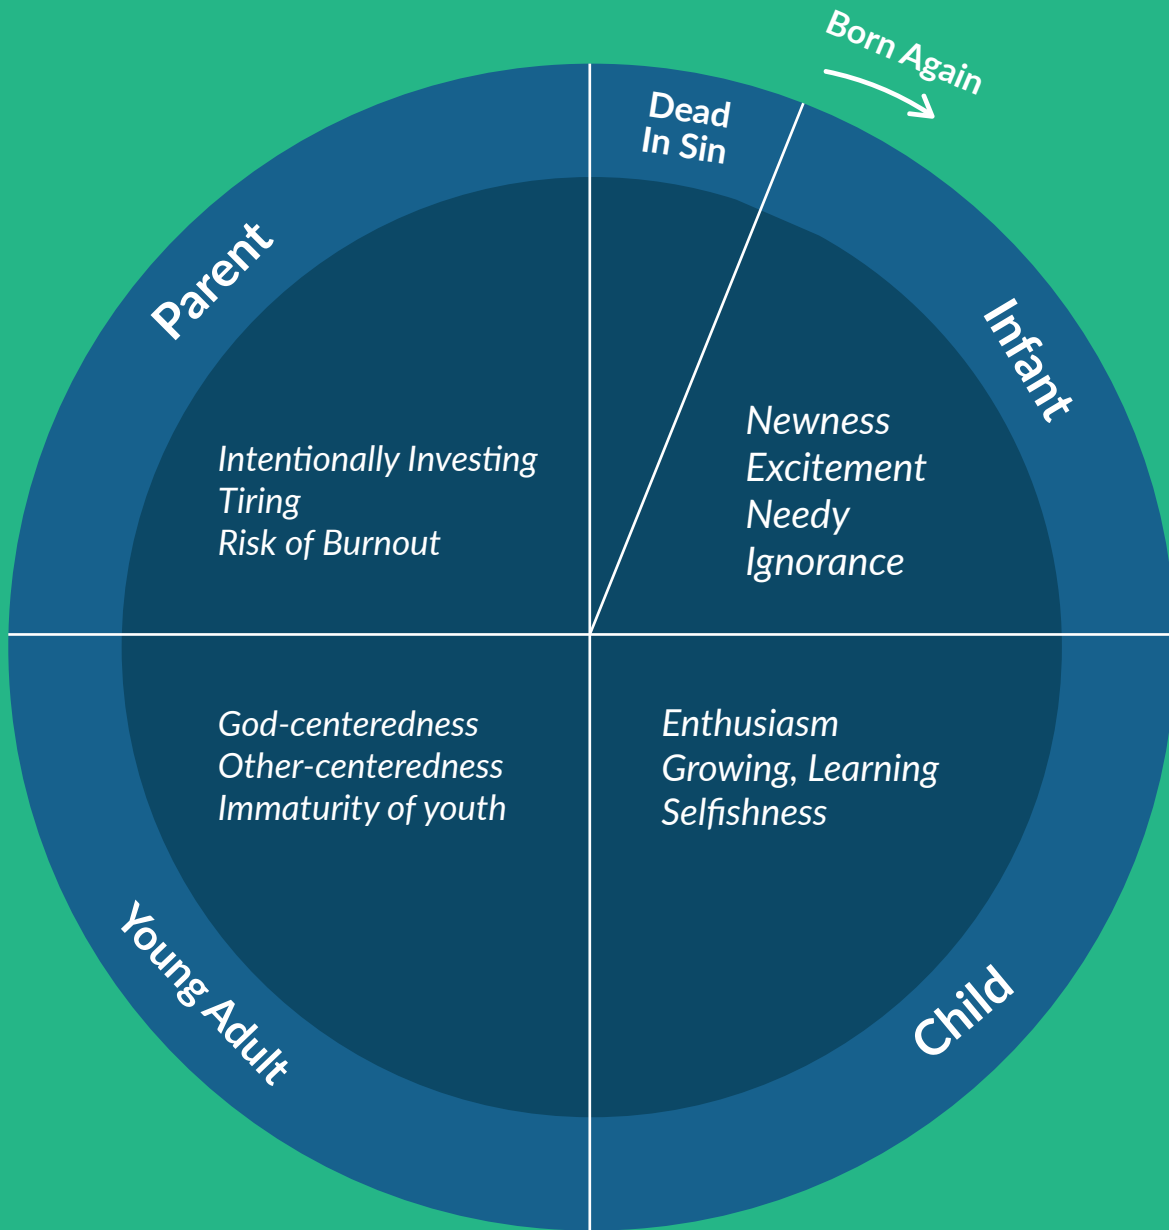 Born Again
Dead
In Sin
Infant
Newness
Excitement
Needy
Ignorance
Child
Enthusiasm
Growing, Learning
Selfishness
Young Adult
God-centeredness
Other-centeredness
Immaturity of youth
Parent
Intentionally Investing
Tiring
Risk of Burnout